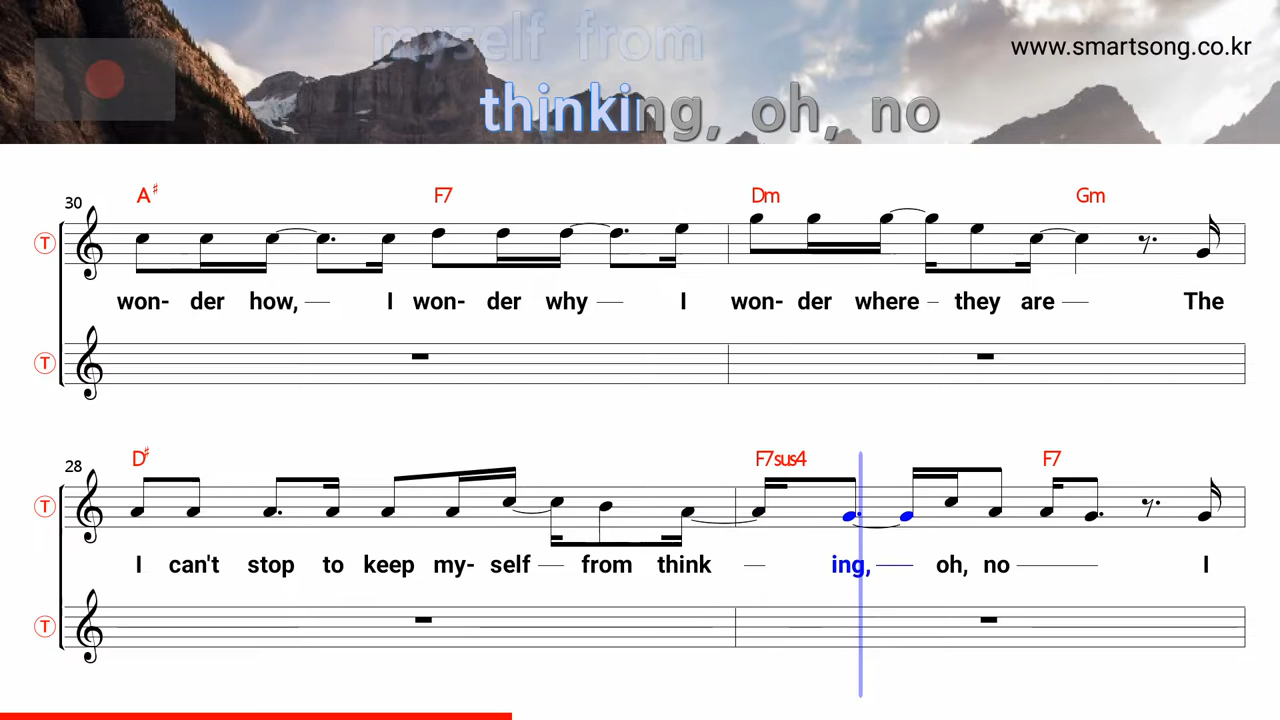 myself from
www.smartsong.co.kr
thinking, oh, no
30 A♯ F7 Dm Gm
T
won- der how, I won- der why I won- der where they are The
T
28 D♯ F7sus4 F7
T
I can't stop to keep my- self from think ing, oh, no I
T